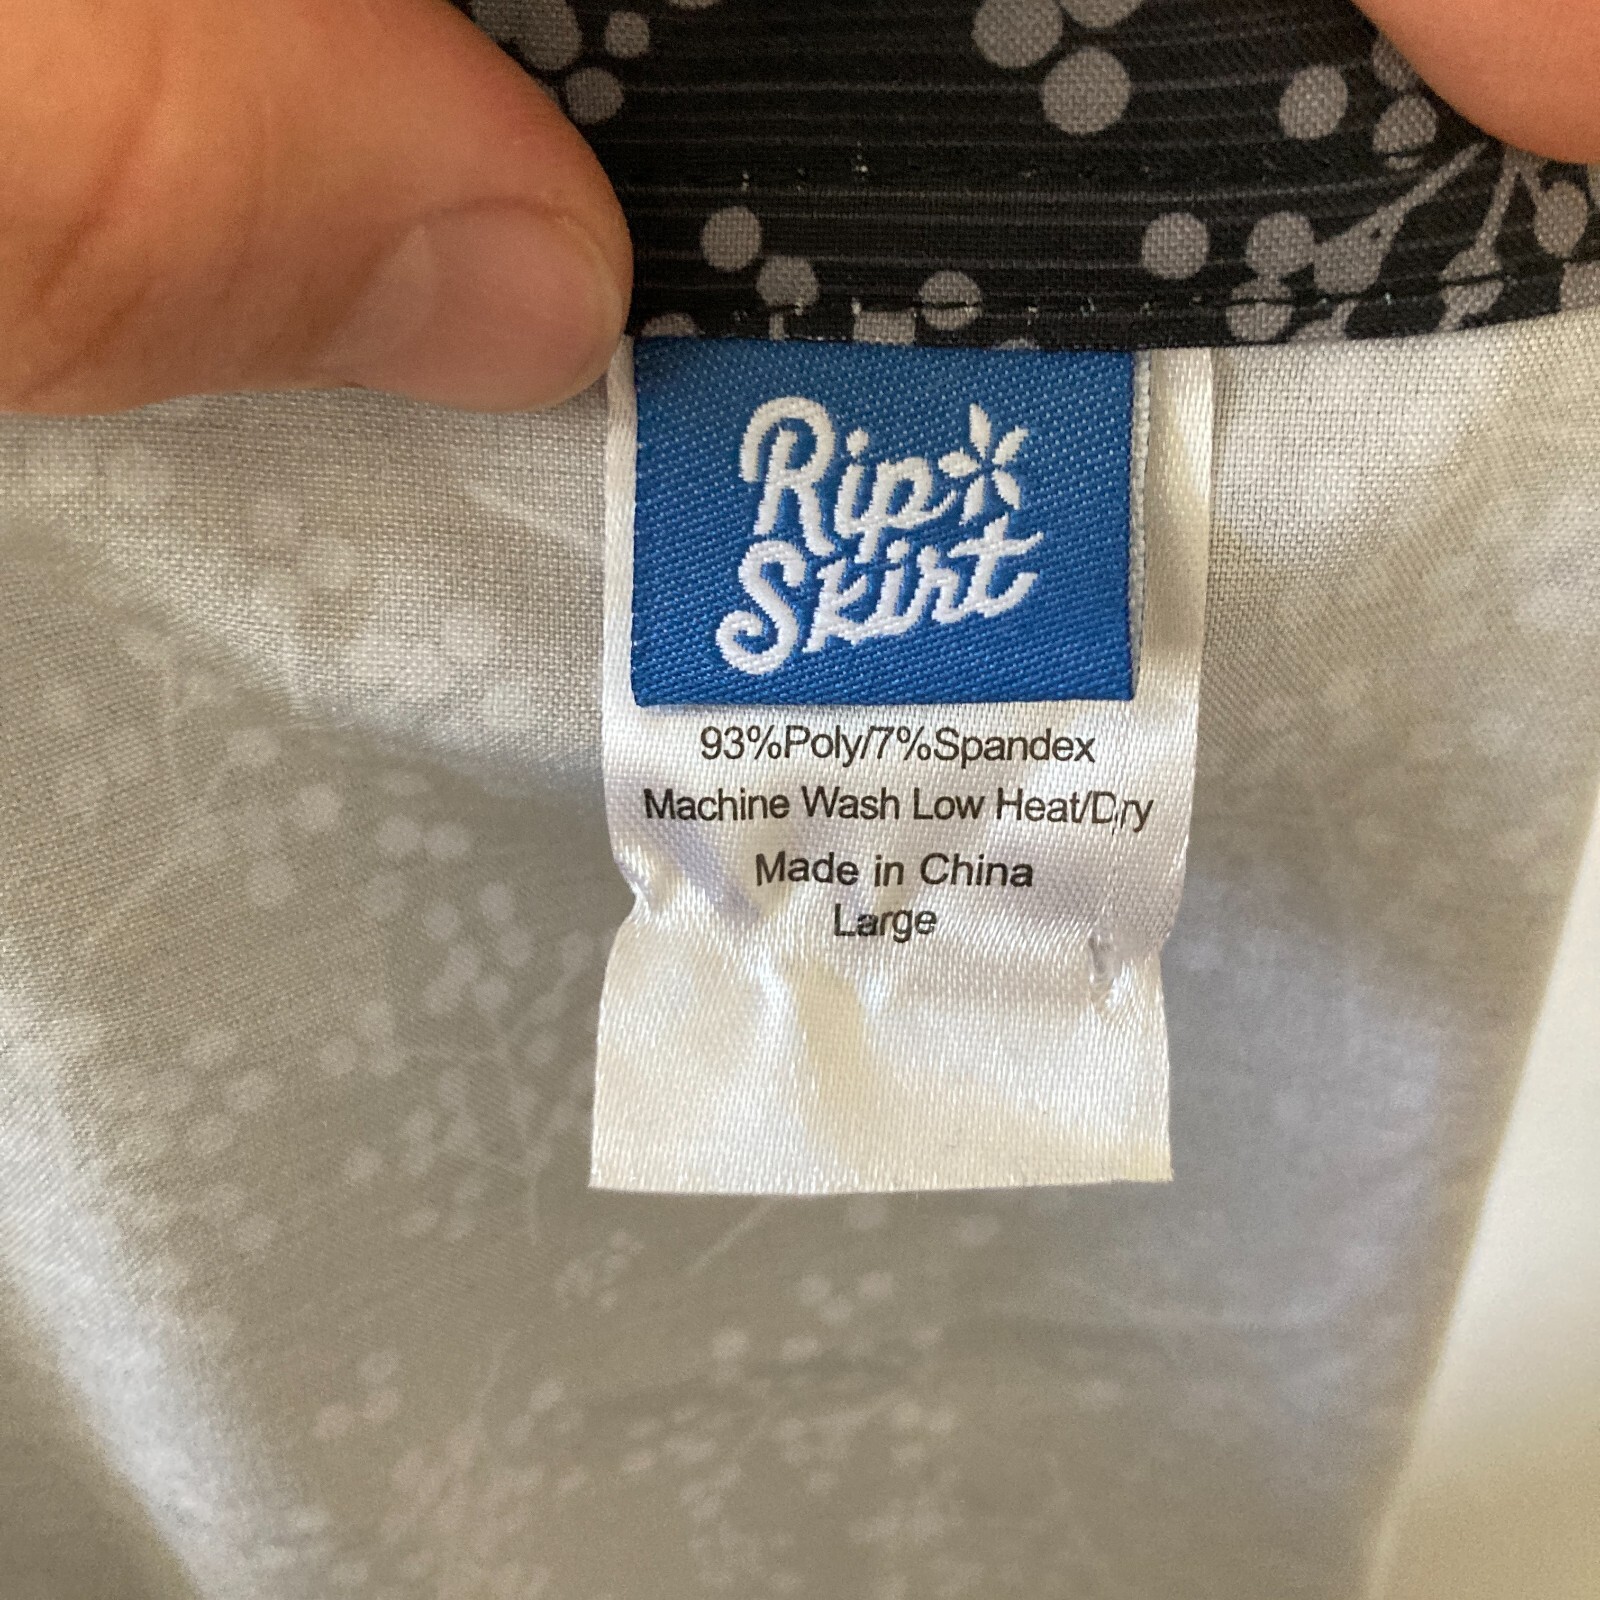 Rip
Skirt
93%Poly/7%Spandex
Machine Wash Low Heat/Dry
Made in China
Large